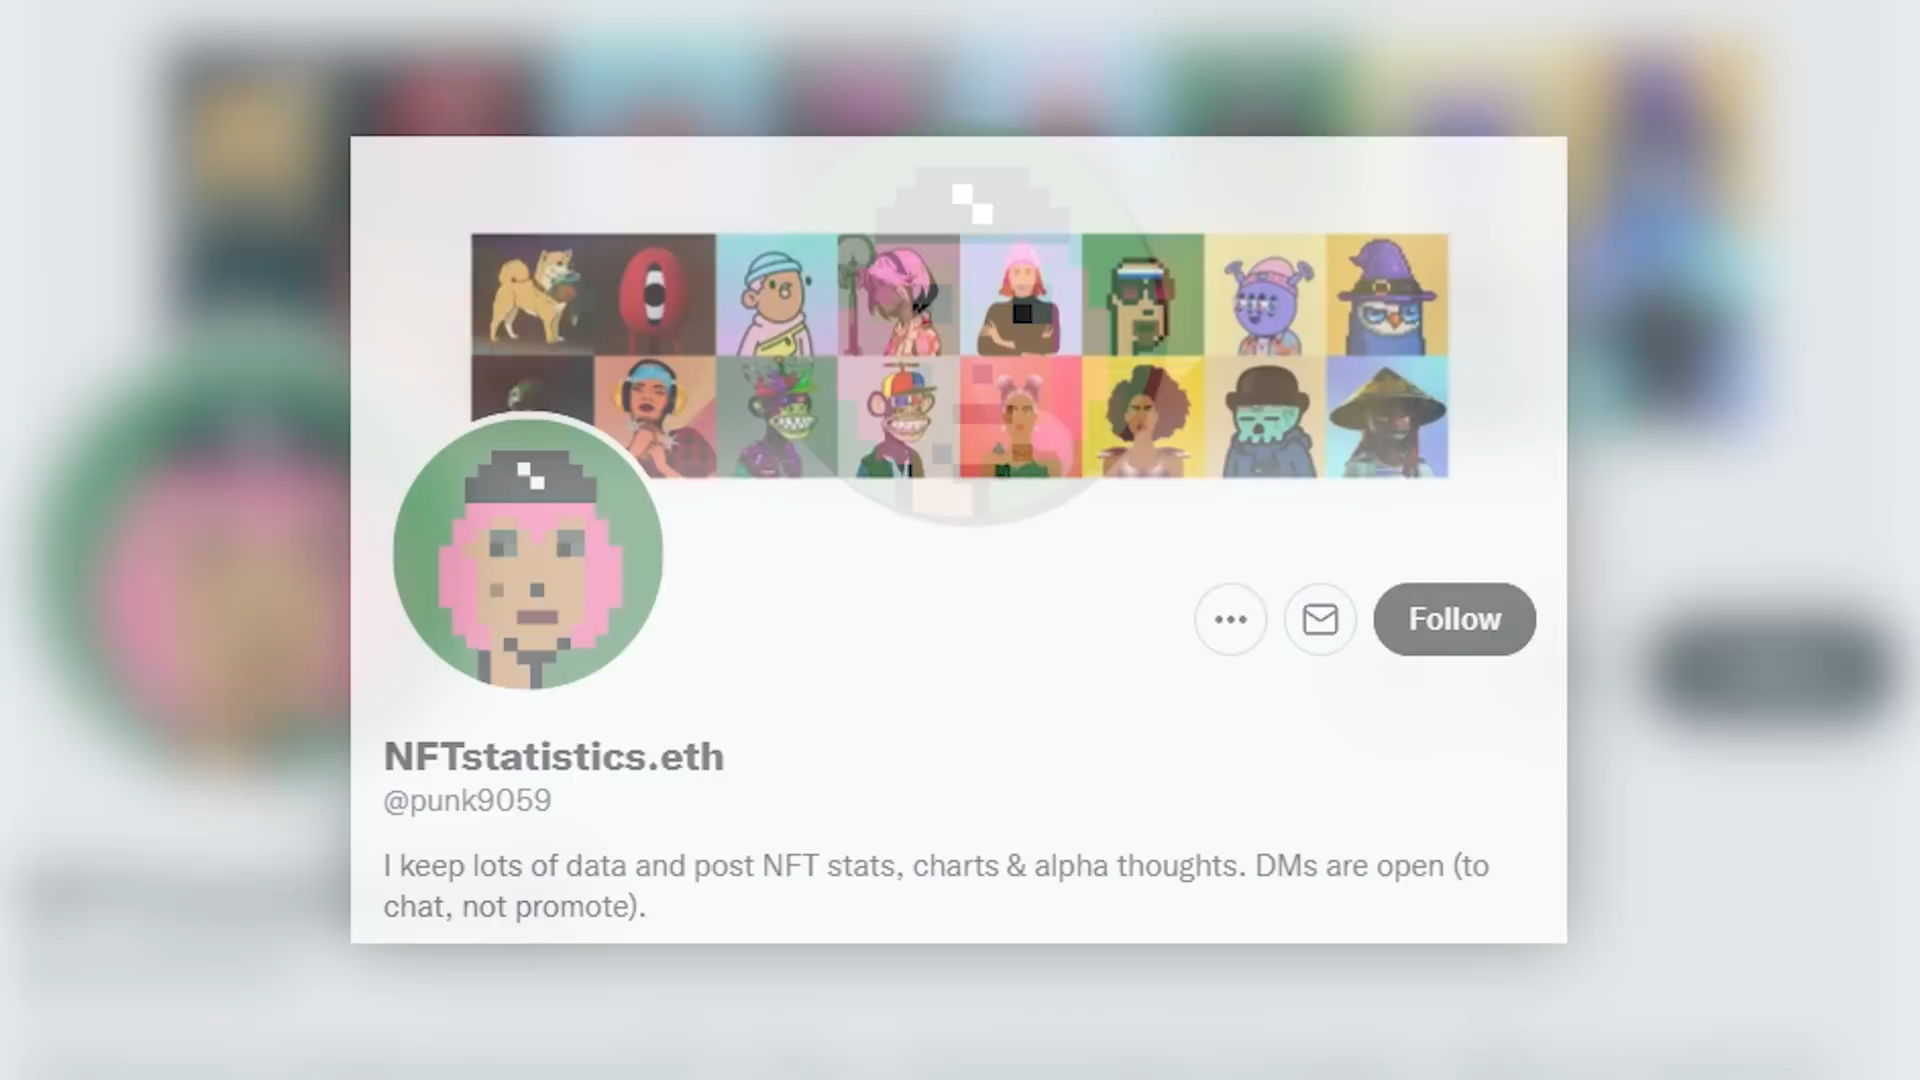 Follow
NFTstatistics.eth
@punk9059
I keep lots of data and post NFT stats, charts & alpha thoughts. DMs are open (to
chat, not promote).